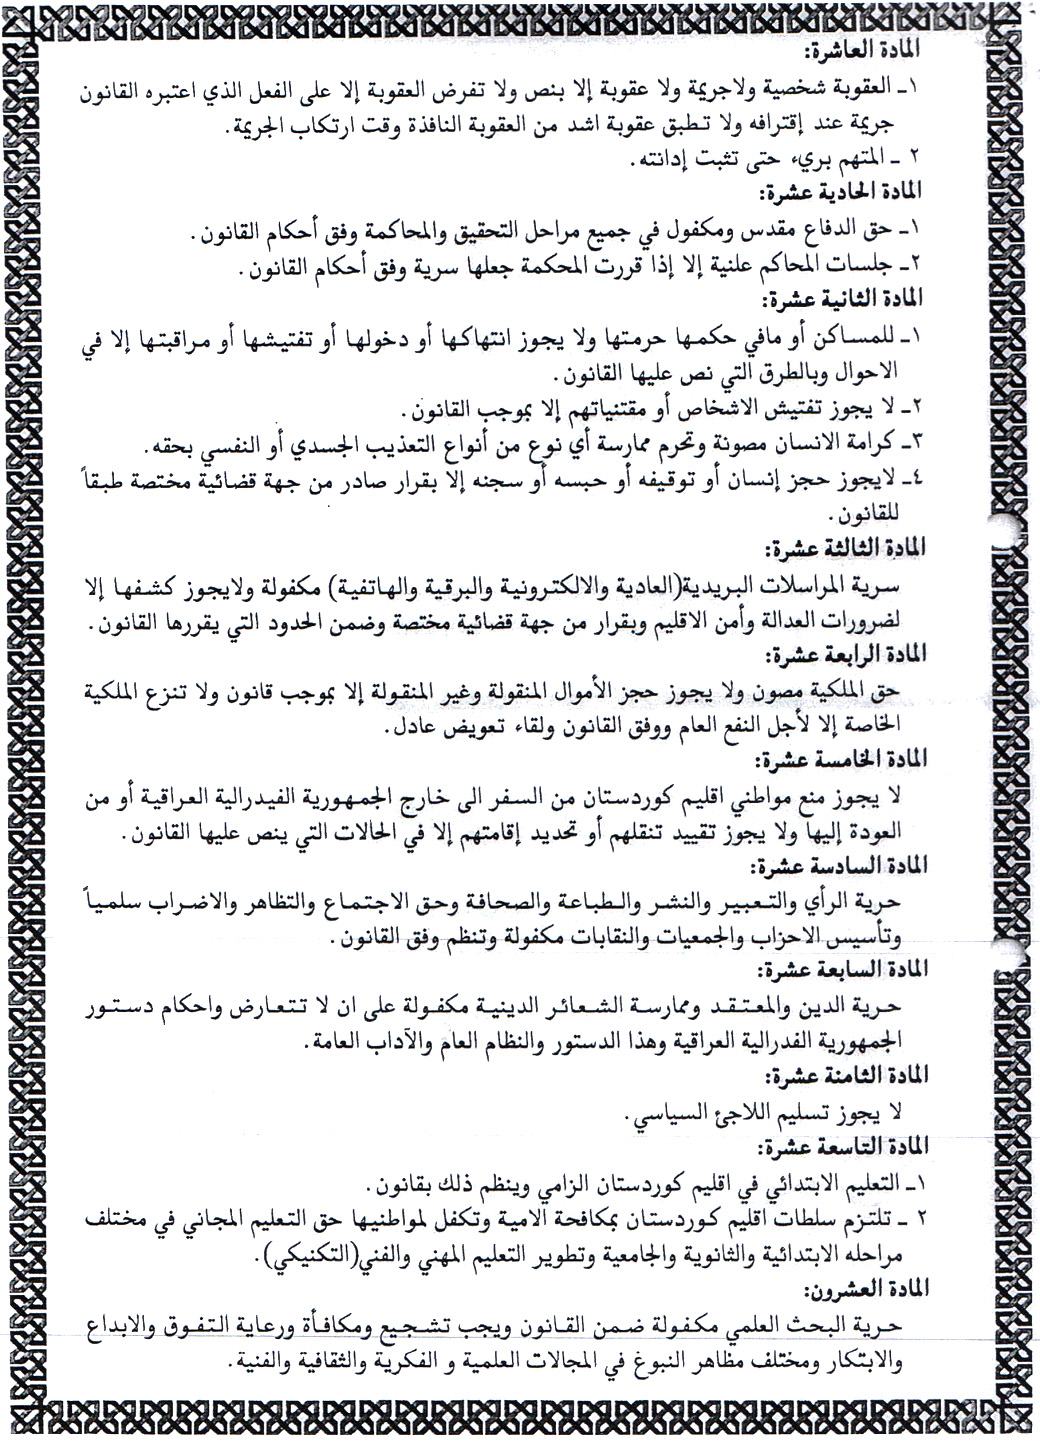 المادة العاشرة:
١ـ العقوبة شخصية ولاجريمة ولا عقوبة إلا بنص ولا تفرض العقوبة إلا على الفعل الذي اعتبره القانون
جريمة عند إقترافه ولا تطبق عقوبة اشد من العقوبة النافذة وقت ارتكاب الجريمة.
٢ ـ المتهم بريء حتى تثبت إدانته.
المادة الحادية عشرة:
١ـ حق الدفاع مقدس ومكفول في جميع مراحل التحقيق والمحاكمة وفق أحكام القانون.
٢ـ جلسات المحاكم علنية إلا إذا قررت المحكمة جعلها سرية وفق أحكام القانون.
المادة الثانية عشرة:
١ـ للمساكن أو مافي حكمها حرمتها ولا يجوز انتهاكها أو دخولها أو تفتيشها أو مراقبتها إلا في
الاحوال وبالطرق التي نص عليها القانون.
٢ـ لا يجوز تفتيش الاشخاص أو مقتنياتهم إلا بموجب القانون.
٣ـ كرامة الانسان مصونة وتحرم ممارسة أي نوع من أنواع التعذيب الجسدي أو النفسي بحقه.
٤ـ لايجوز حجز إنسان أو توقيفه أو حبسه أو سجنه إلا بقرار صادر من جهة قضائية مختصة طبقاً
للقانون.
المادة الثالثة عشرة:
سرية المراسلات البريدية(العادية والالكترونية والبرقية والهاتفية) مكفولة ولايجوز كشفها إلا
لضرورات العدالة وأمن الاقليم وبقرار من جهة قضائية مختصة وضمن الحدود التي يقررها القانون.
المادة الرابعة عشرة:
حق الملكية مصون ولا يجوز حجز الأموال المنقولة وغير المنقولة إلا بموجب قانون ولا تنزع الملكية
الخاصة إلا لأجل النفع العام ووفق القانون ولقاء تعويض عادل.
المادة الخامسة عشرة:
لا يجوز منع مواطني اقليم كوردستان من السفر الى خارج الجمهورية الفيدرالية العراقية أو من
العودة إليها ولا يجوز تقييد تنقلهم أو تحديد إقامتهم إلا في الحالات التي ينص عليها القانون.
المادة السادسة عشرة:
حرية الرأي والتعبير والنشر والطباعة والصحافة وحق الاجتماع والتظاهر والاضراب سلمياً
وتأسيس الاحزاب والجمعيات والنقابات مكفولة وتنظم وفق القانون.
المادة السابعة عشرة:
حرية الدين والمعتقد وممارسة الشعائر الدينية مكفولة على ان لا تتعارض واحكام دستور
الجمهورية الفدرالية العراقية وهذا الدستور والنظام العام والآداب العامة.
المادة الثامنة عشرة:
لا يجوز تسليم اللاجئ السياسي.
المادة التاسعة عشرة:
١ـ التعليم الابتدائي في اقليم كوردستان الزامي وينظم ذلك بقانون.
٢ ـ تلتزم سلطات اقليم كوردستان بمكافحة الامية وتكفل لمواطنيها حق التعليم المجاني في مختلف
مراحله الابتدائية والثانوية والجامعية وتطوير التعليم المهني والفني(التكنيكي).
المادة العشرون:
حرية البحث العلمي مكفولة ضمن القانون ويجب تشجيع ومكافأة ورعاية التفوق والابداع
والابتكار ومختلف مظاهر النبوغ في المجالات العلمية و الفكرية والثقافية والفنية.